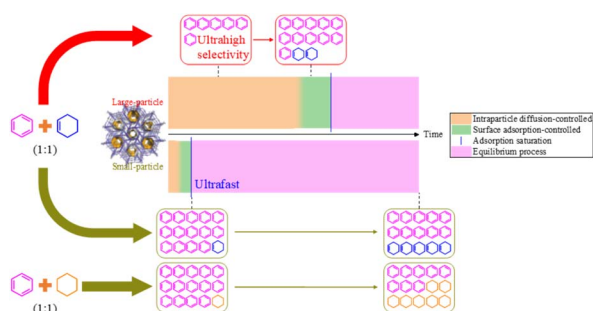 Ultrahigh
selectivity
Large-particle
(1:1)
Time
Small-particle
Ultrafast
Intraparticle diffusion-controlled
Surface adsorption-controlled
Adsorption saturation
Equilibrium process
(1:1)